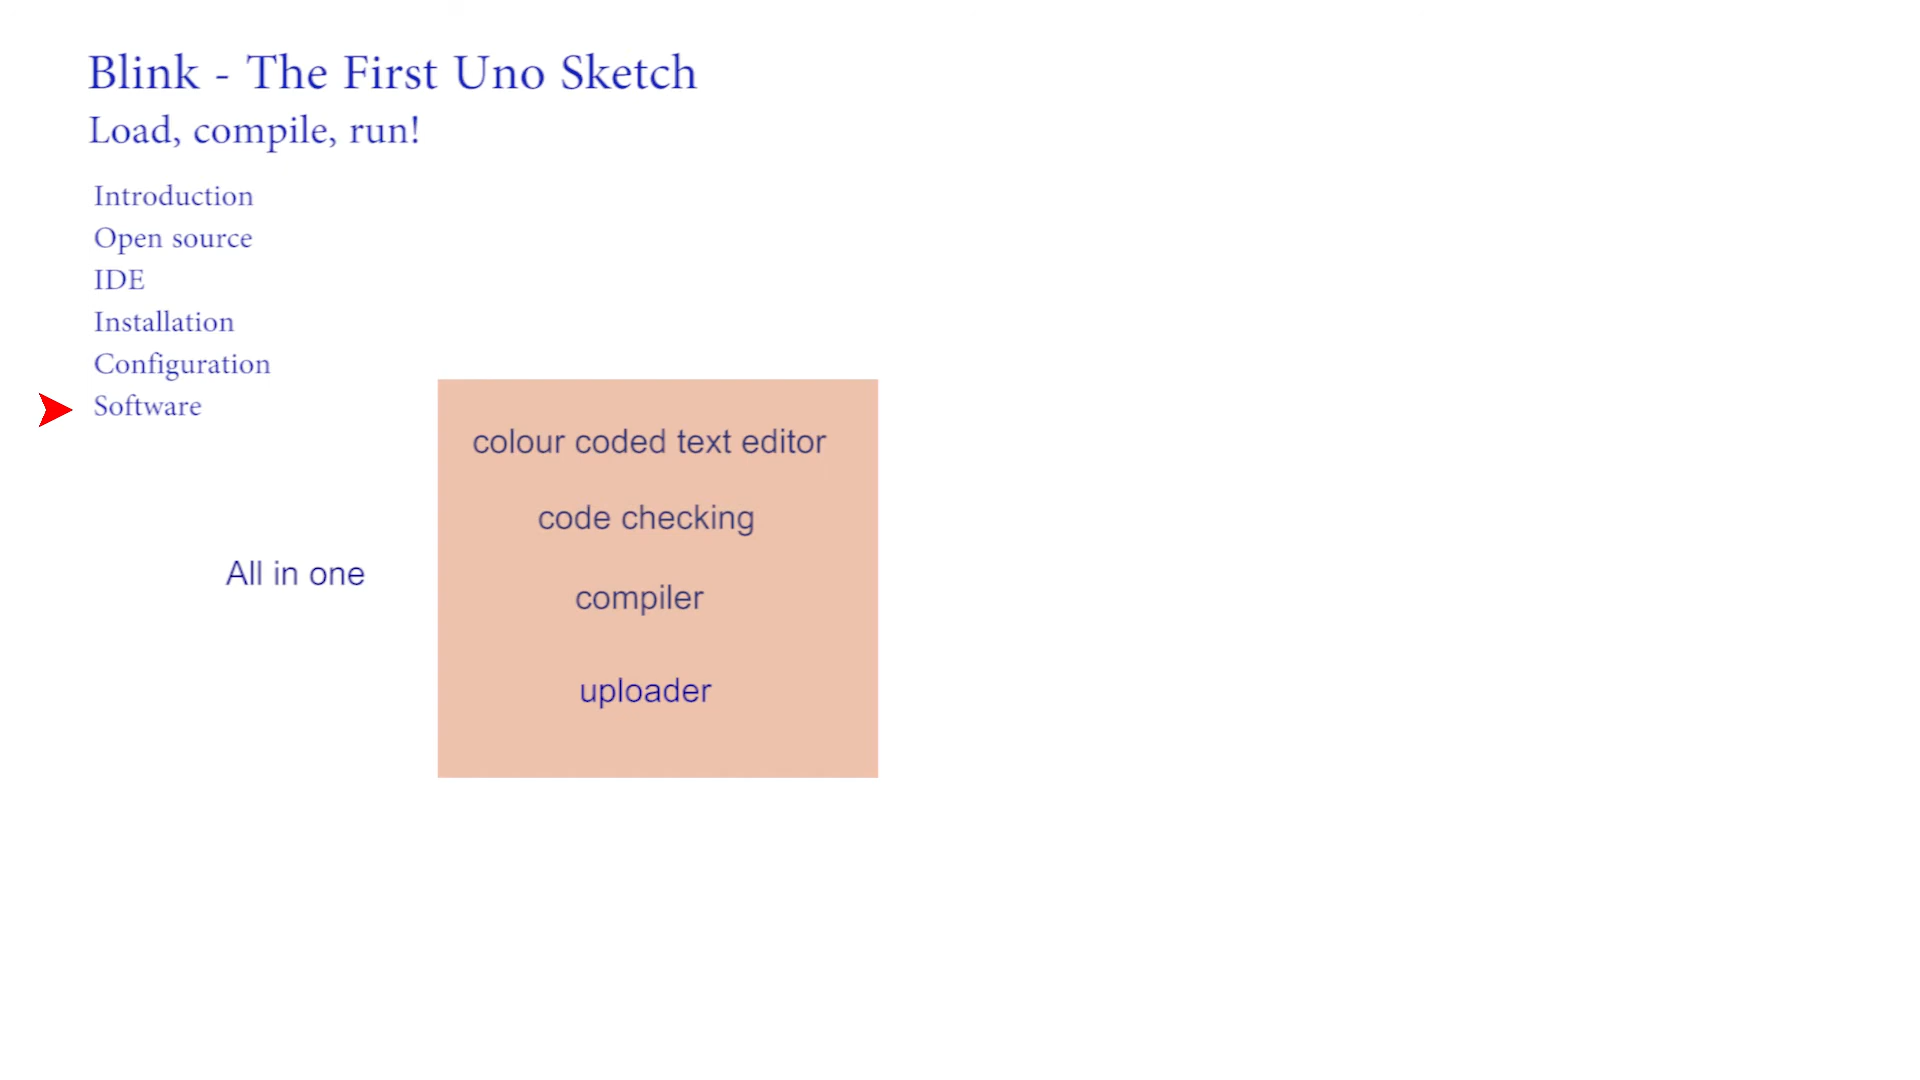 Blink - The First Uno Sketch
Load, compile, run!
Introduction
Open source
IDE
Installation
Configuration
Software
colour coded text editor
code checking
All in one
compiler
uploader